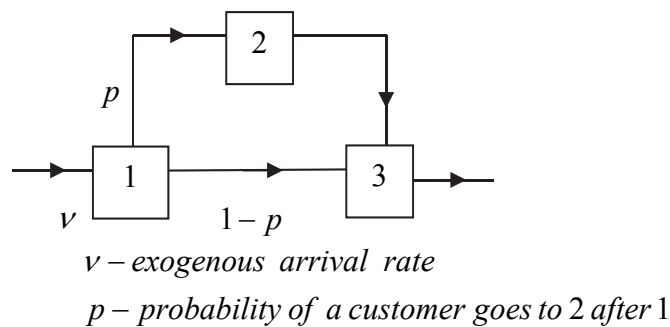 2
p
1
3
ν
1 − p
ν − exogenous arrival rate
p − probability of a customer goes to 2 after 1